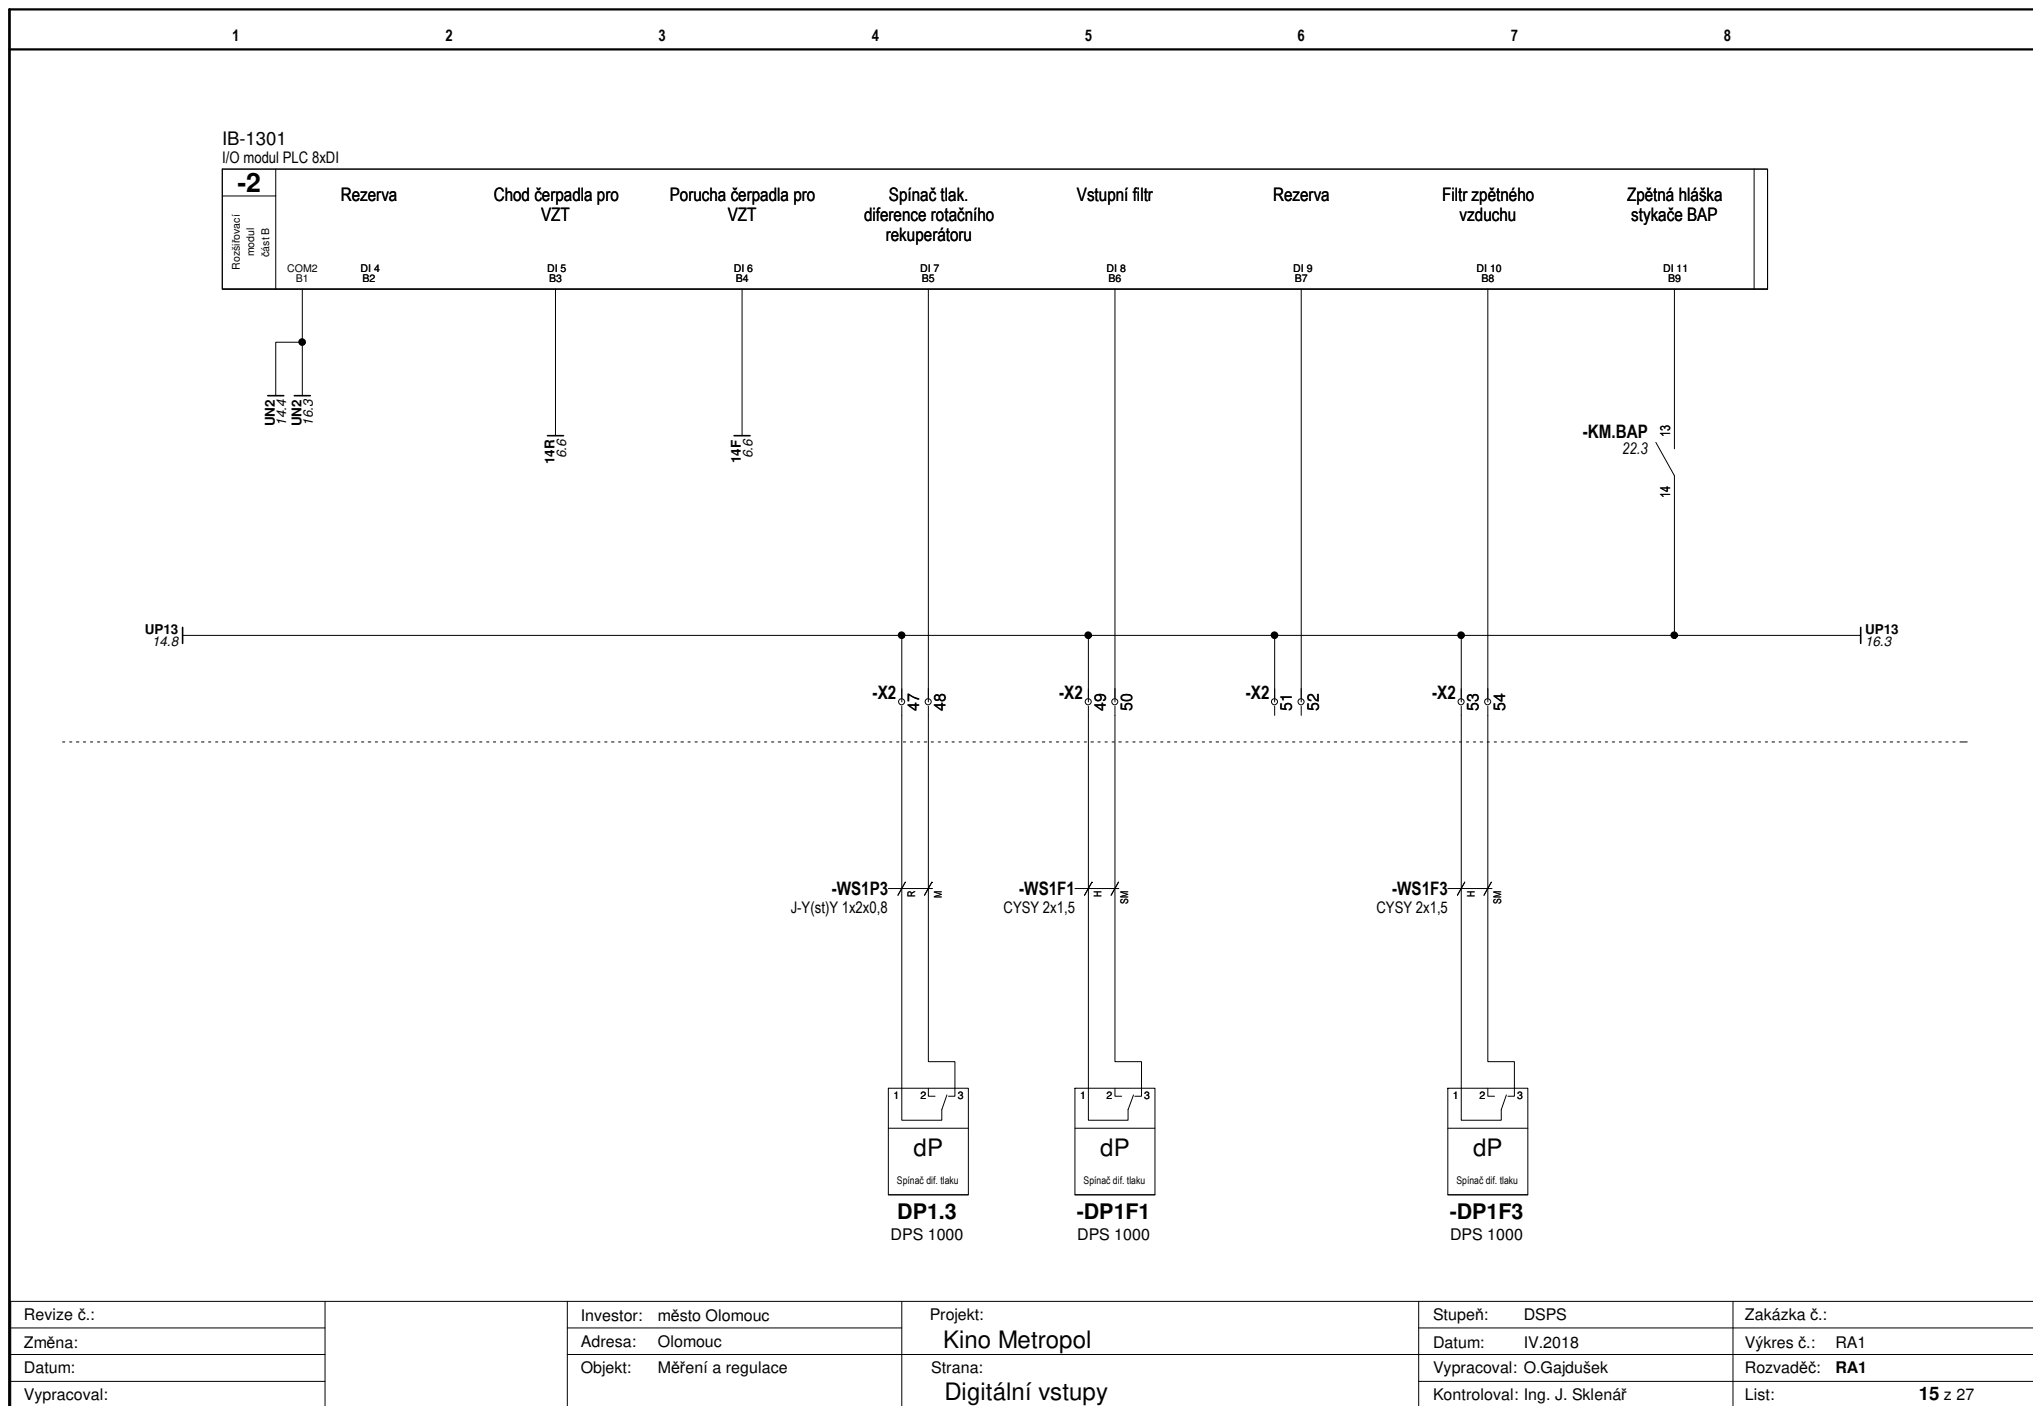 1 2 3 4 5 6 7 8
IB-1301
I/O modul PLC 8xDI
-2
Rozšiřovací
modul
část B
Rezerva
Chod čerpadla pro
VZT
Porucha čerpadla pro
VZT
Spínač tlak.
diference rotačního
rekuperátoru
Vstupní filtr
Rezerva
Filtr zpětného
vzduchu
Zpětná hláška
stykače BAP
COM2
B1
DI 4
B2
DI 5
B3
DI 6
B4
DI 7
B5
DI 8
B6
DI 9
B7
DI 10
B8
DI 11
B9
UN2
14.4
UN2
16.3
14R
6.6
14F
6.6
-KM.BAP
22.3
13
14
UP13
14.8
UP13
16.3
-X2 47 48
-X2 49 50
-X2 51 52
-X2 53 54
-WS1P3 R M
J-Y(st)Y 1x2x0,8
-WS1F1 H SM
CYSY 2x1,5
-WS1F3 H SM
CYSY 2x1,5
1 2 3
dP
Spínač dif. tlaku
DP1.3
DPS 1000
1 2 3
dP
Spínač dif. tlaku
-DP1F1
DPS 1000
1 2 3
dP
Spínač dif. tlaku
-DP1F3
DPS 1000
Revize č.:
Změna:
Datum:
Vypracoval:
Investor: město Olomouc
Adresa: Olomouc
Objekt: Měření a regulace
Projekt:
Kino Metropol
Strana:
Digitální vstupy
Stupeň: DSPS
Datum: IV.2018
Vypracoval: O.Gajdušek
Kontroloval: Ing. J. Sklenář
Zakázka č.:
Výkres č.: RA1
Rozvaděč: RA1
List: 15 z 27